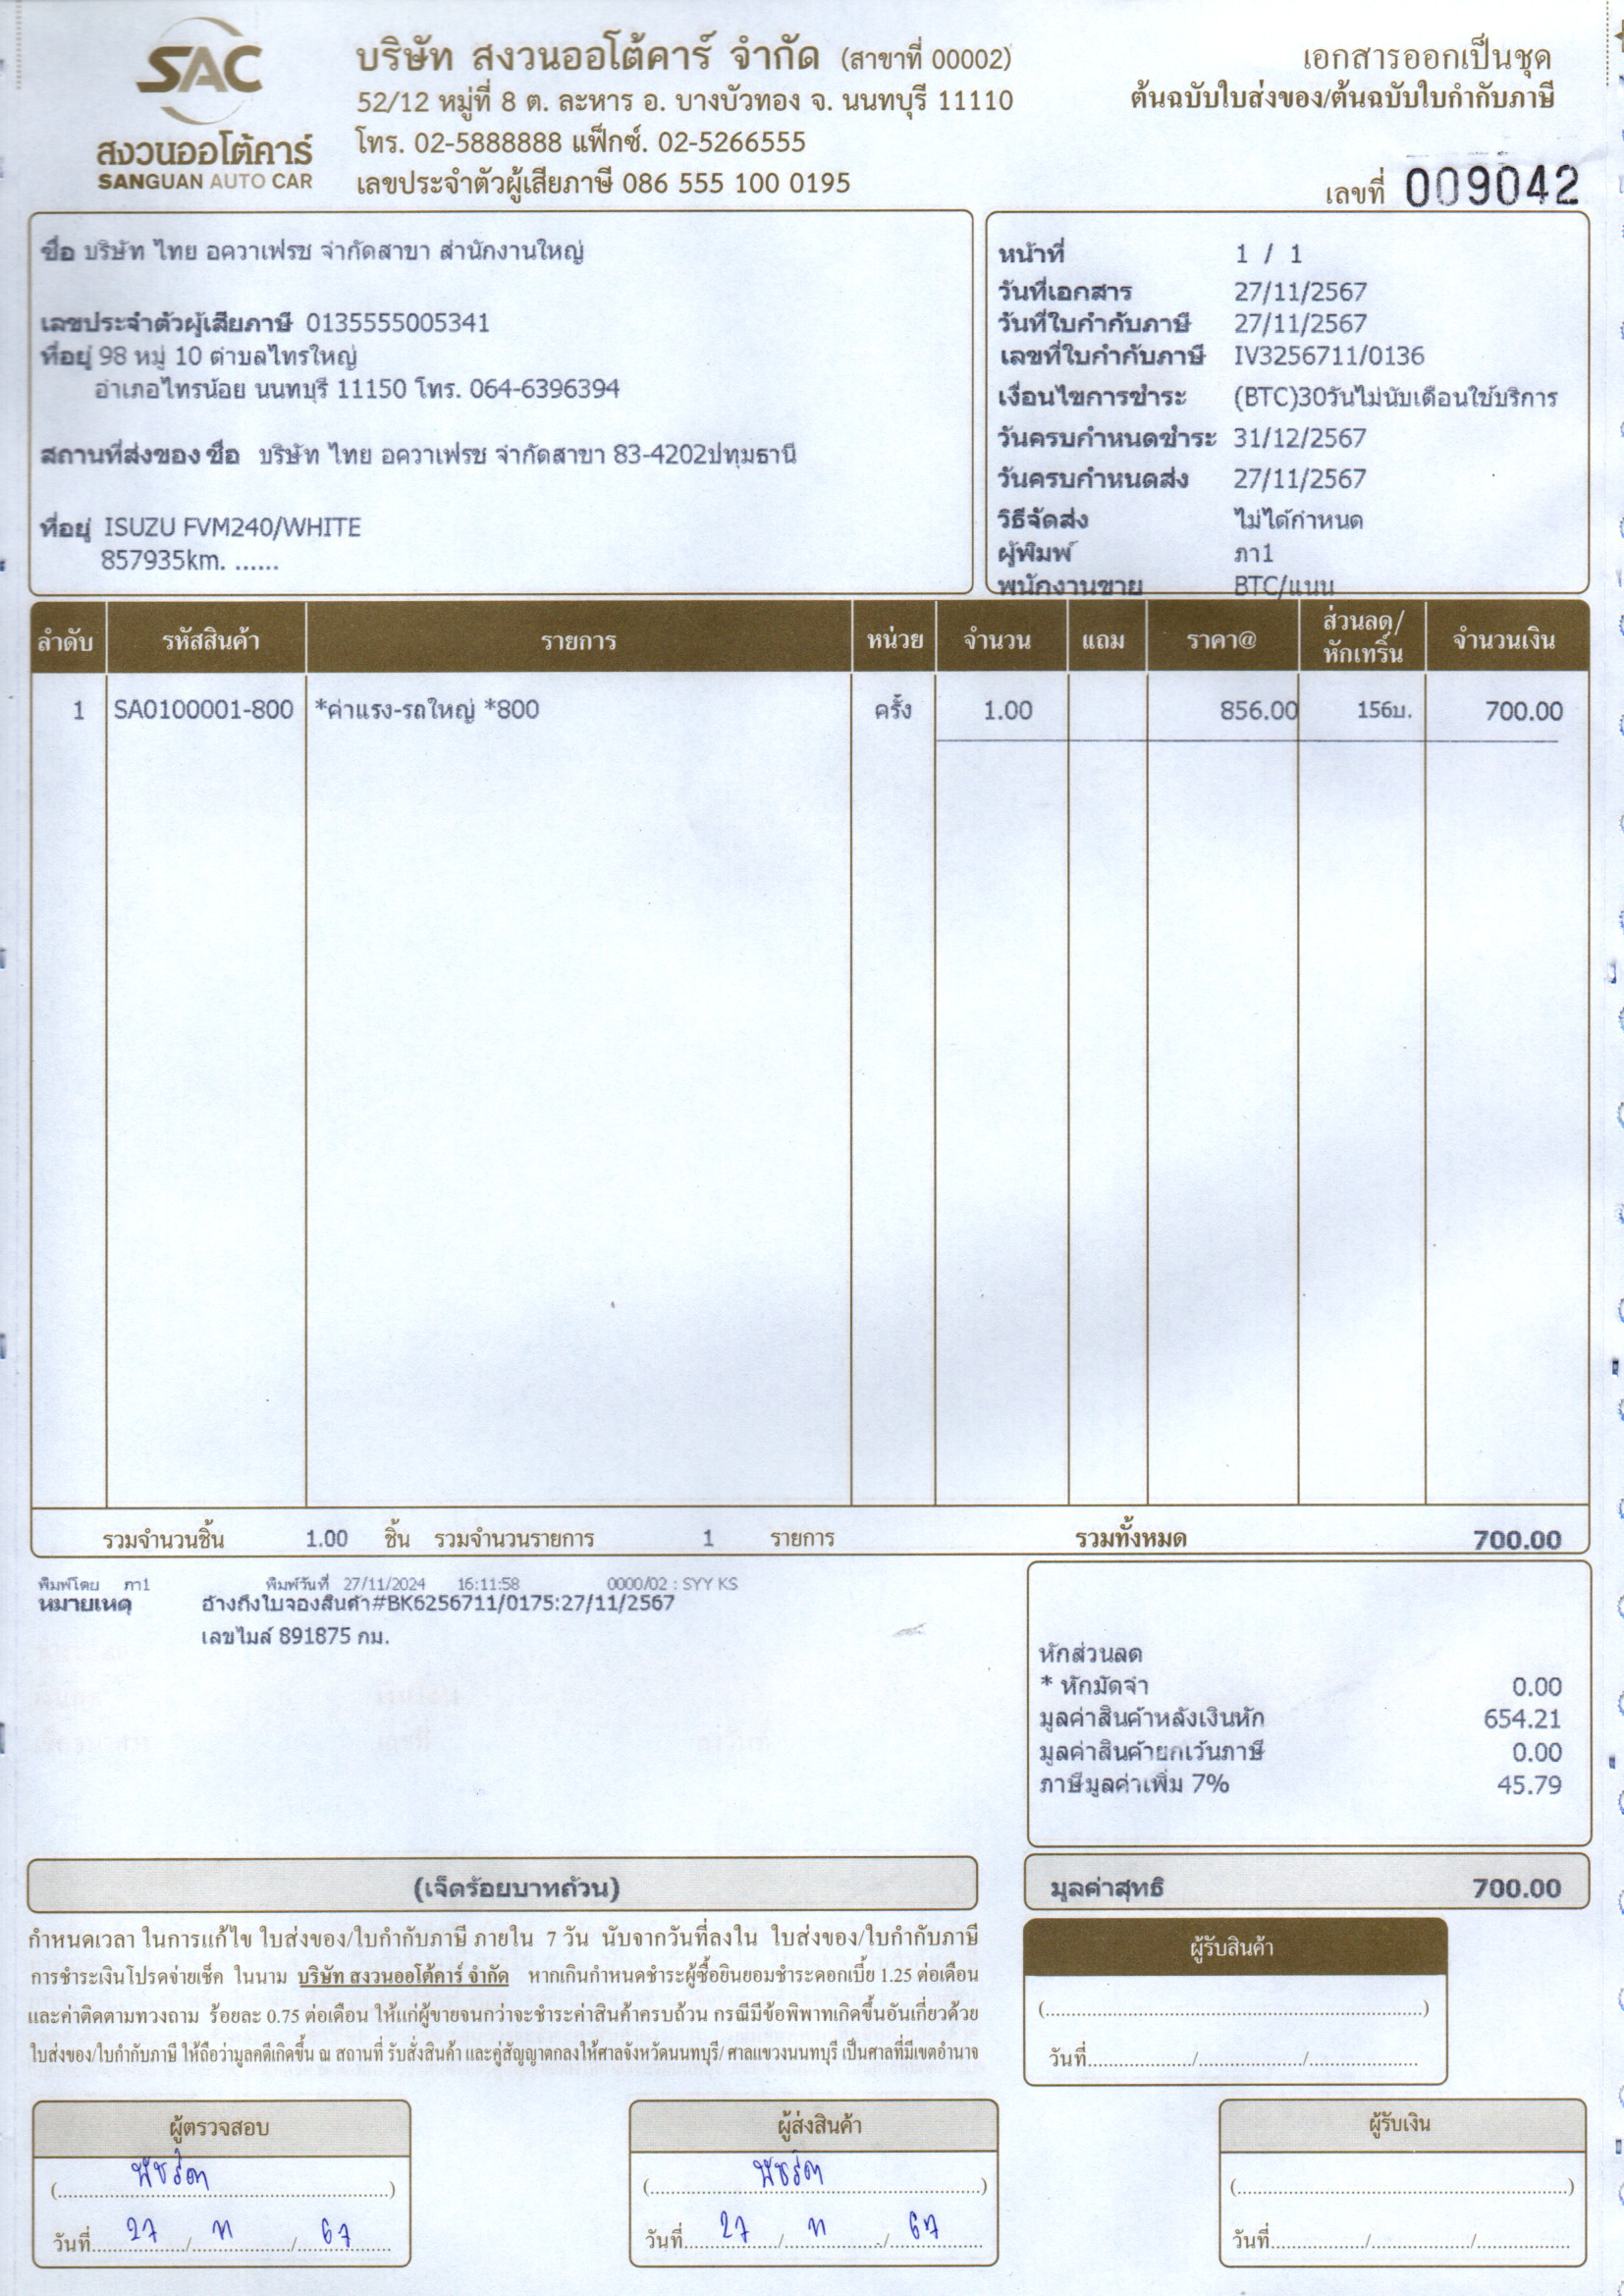 SAC
สงวนออโต้คาร์
SANGUAN AUTO CAR
บริษัท สงวนออโต้คาร์ จำกัด (สาขาที่ 00002)
52/12 หมู่ที่ 8 ต. ละหาร อ. บางบัวทอง จ. นนทบุรี 11110
โทร. 02-5888888 แฟ็กซ์. 02-5266555
เลขประจำตัวผู้เสียภาษี 086 555 100 0195
เอกสารออกเป็นชุด
ต้นฉบับใบส่งของ/ต้นฉบับใบกำกับภาษี
เลขที่ 009042
ชื่อ บริษัท ไทย อควาเฟรช จำกัดสาขา สำนักงานใหญ่
เลขประจำตัวผู้เสียภาษี 0135555005341
ที่อยู่ 98 หมู่ 10 ตำบลไทรใหญ่
อำเภอไทรน้อย นนทบุรี 11150 โทร. 064-6396394
สถานที่ส่งของ ชื่อ บริษัท ไทย อควาเฟรช จำกัดสาขา 83-4202ปทุมธานี
ที่อยู่ ISUZU FVM240/WHITE
857935km. ......
หน้าที่ 1 / 1
วันที่เอกสาร 27/11/2567
วันที่ใบกำกับภาษี 27/11/2567
เลขที่ใบกำกับภาษี IV3256711/0136
เงื่อนไขการชำระ (BTC)30วันไม่นับเดือนใช้บริการ
วันครบกำหนดชำระ 31/12/2567
วันครบกำหนดส่ง 27/11/2567
วิธีจัดส่ง ไม่ได้กำหนด
ผู้พิมพ์ ภา1
พนักงานขาย BTC/แนน
ลำดับ รหัสสินค้า รายการ หน่วย จำนวน แถม ราคา@ ส่วนลด/หักเทริ์น จำนวนเงิน
1 SA0100001-800 *ค่าแรง-รถใหญ่ *800 ครั้ง 1.00 856.00 156บ. 700.00
รวมจำนวนชิ้น 1.00 ชิ้น รวมจำนวนรายการ 1 รายการ รวมทั้งหมด 700.00
พิมพ์โดย ภา1 พิมพ์วันที่ 27/11/2024 16:11:58 0000/02 : SYY KS
หมายเหตุ อ้างถึงใบจองสินค้า#BK6256711/0175:27/11/2567
เลขไมล์ 891875 กม.
หักส่วนลด
* หักมัดจำ 0.00
มูลค่าสินค้าหลังเงินหัก 654.21
มูลค่าสินค้ายกเว้นภาษี 0.00
ภาษีมูลค่าเพิ่ม 7% 45.79
(เจ็ดร้อยบาทถ้วน)
มูลค่าสุทธิ 700.00
กำหนดเวลา ในการแก้ไข ใบส่งของ/ใบกำกับภาษี ภายใน 7 วัน นับจากวันที่ลงใน ใบส่งของ/ใบกำกับภาษี
การชำระเงินโปรดจ่ายเช็ค ในนาม บริษัท สงวนออโต้คาร์ จำกัด หากเกินกำหนดชำระผู้ซื้อยินยอมชำระดอกเบี้ย 1.25 ต่อเดือน
และค่าติดตามทวงถาม ร้อยละ 0.75 ต่อเดือน ให้แก่ผู้ขายจนกว่าจะชำระค่าสินค้าครบถ้วน กรณีมีข้อพิพาทเกิดขึ้นอันเกี่ยวด้วย
ใบส่งของ/ใบกำกับภาษี ให้ถือว่ามูลคดีเกิดขึ้น ณ สถานที่ รับสั่งสินค้า และคู่สัญญาตกลงให้ศาลจังหวัดนนทบุรี/ ศาลแขวงนนทบุรี เป็นศาลที่มีเขตอำนาจ
ผู้รับสินค้า
(..........)
วันที่........../........../..........
ผู้ตรวจสอบ
วันที่ 27 / 11 / 67
ผู้ส่งสินค้า
วันที่ 27 / 11 / 67
ผู้รับเงิน
(..........)
วันที่........../........../..........